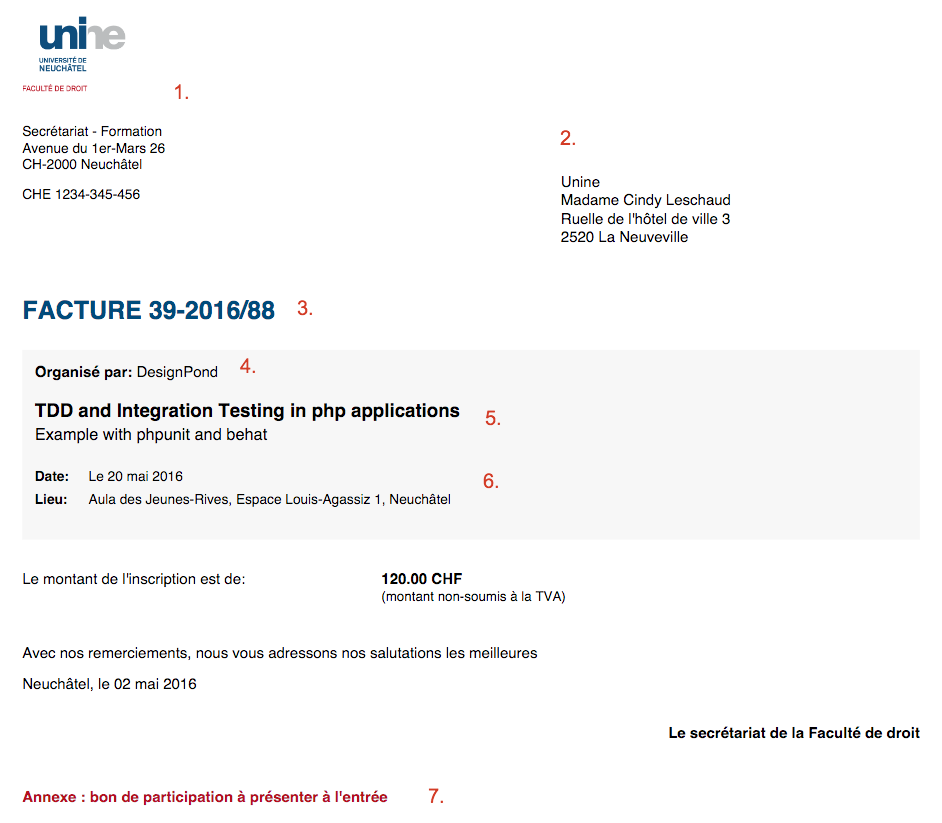 unine
UNIVERSITÉ DE
NEUCHÂTEL
FACULTÉ DE DROIT
1.
Secrétariat - Formation
Avenue du 1er-Mars 26
CH-2000 Neuchâtel
CHE 1234-345-456
2.
Unine
Madame Cindy Leschaud
Ruelle de l'hôtel de ville 3
2520 La Neuveville
FACTURE 39-2016/88 3.
Organisé par: DesignPond 4.
TDD and Integration Testing in php applications 5.
Example with phpunit and behat
Date: Le 20 mai 2016 6.
Lieu: Aula des Jeunes-Rives, Espace Louis-Agassiz 1, Neuchâtel
Le montant de l'inscription est de: 120.00 CHF
(montant non-soumis à la TVA)
Avec nos remerciements, nous vous adressons nos salutations les meilleures
Neuchâtel, le 02 mai 2016
Le secrétariat de la Faculté de droit
Annexe : bon de participation à présenter à l'entrée 7.